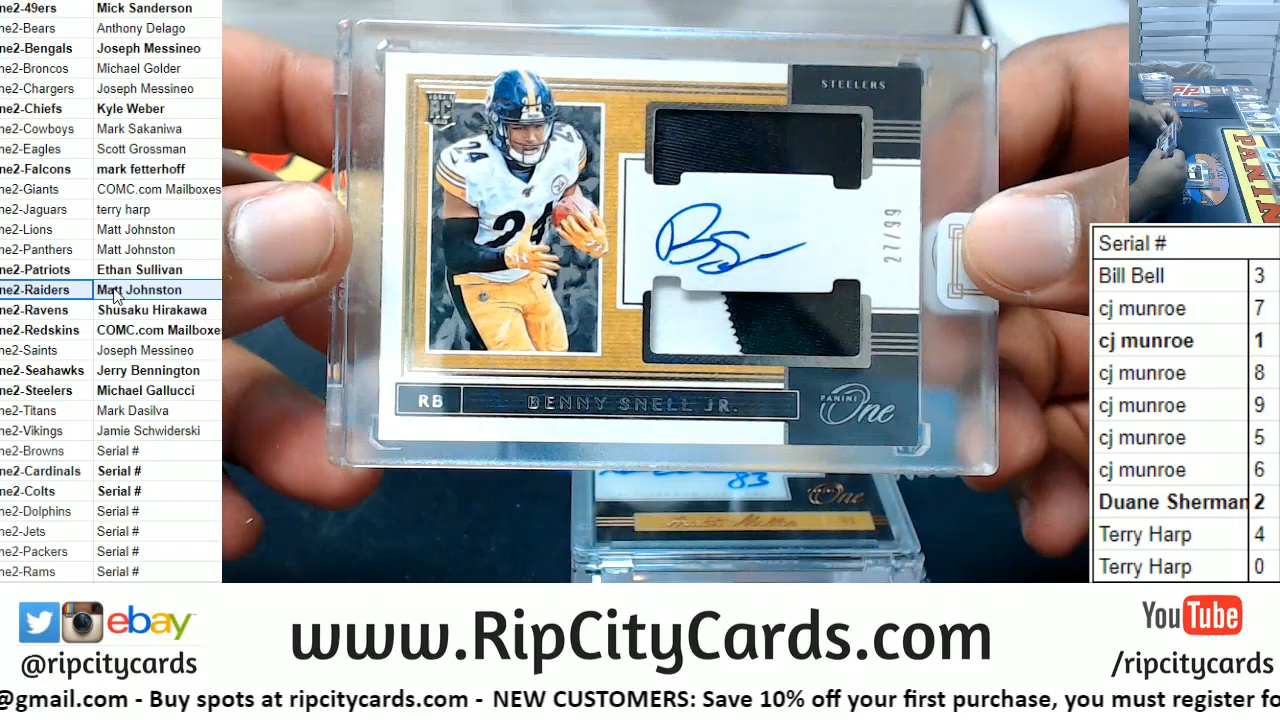 ne2-49ers Mick Sanderson
ne2-Bears Anthony Delago
ne2-Bengals Joseph Messineo
ne2-Broncos Michael Golder
ne2-Chargers Joseph Messineo
ne2-Chiefs Kyle Weber
ne2-Cowboys Mark Sakaniwa
ne2-Eagles Scott Grossman
ne2-Falcons mark fetterhoff
ne2-Giants COMC.com Mailboxes
ne2-Jaguars terry harp
ne2-Lions Matt Johnston
ne2-Panthers Matt Johnston
ne2-Patriots Ethan Sullivan
ne2-Raiders Matt Johnston
ne2-Ravens Shusaku Hirakawa
ne2-Redskins COMC.com Mailboxes
ne2-Saints Joseph Messineo
ne2-Seahawks Jerry Bennington
ne2-Steelers Michael Gallucci
ne2-Titans Mark Dasilva
ne2-Vikings Jamie Schwiderski
ne2-Browns Serial #
ne2-Cardinals Serial #
ne2-Colts Serial #
ne2-Dolphins Serial #
ne2-Jets Serial #
ne2-Packers Serial #
ne2-Rams Serial #
STEELERS
RC
24
24
27/99
RB
BENNY SNELL JR.
PANINI
One
83
One
PANINI
Serial #
Bill Bell 3
cj munroe 7
cj munroe 1
cj munroe 8
cj munroe 9
cj munroe 5
cj munroe 6
Duane Sherman 2
Terry Harp 4
Terry Harp 0
ebay
@ripcitycards
www.RipCityCards.com
YouTube
/ripcitycards
@gmail.com - Buy spots at ripcitycards.com - NEW CUSTOMERS: Save 10% off your first purchase, you must register fo